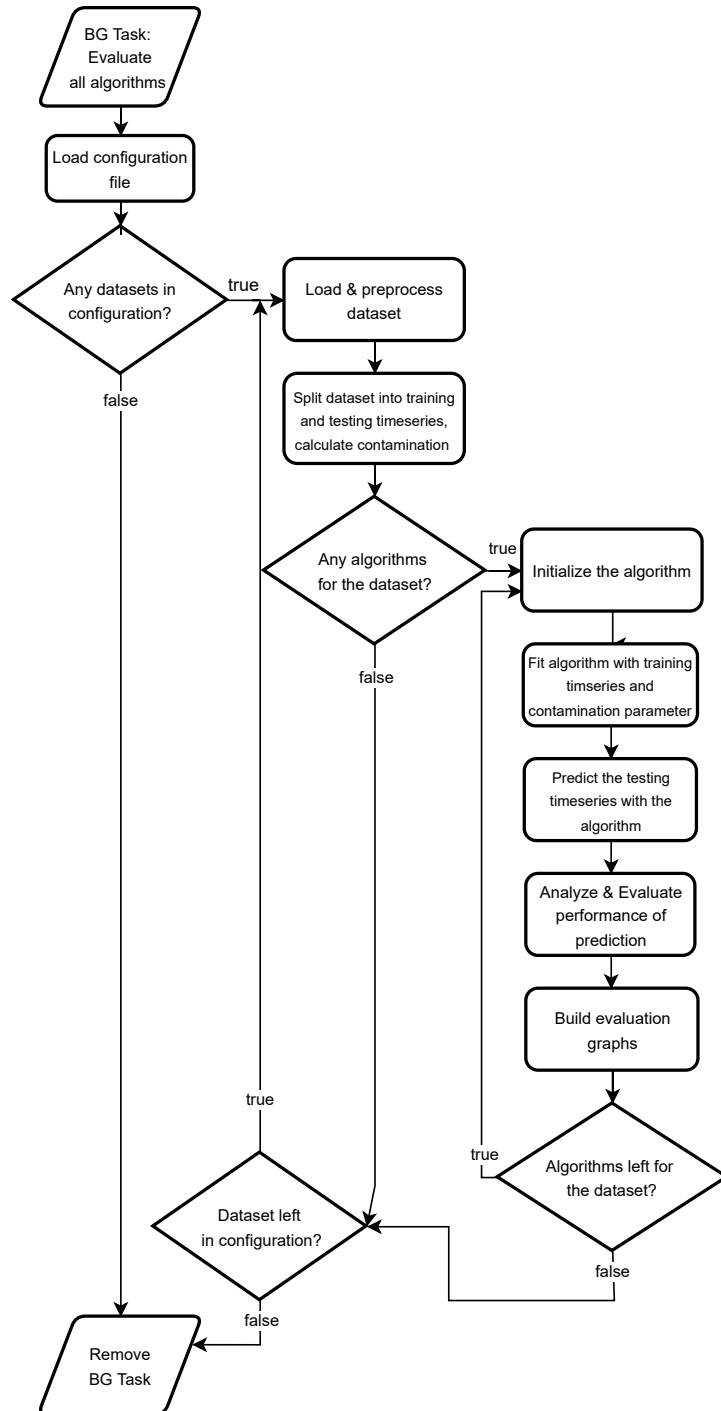 BG Task:
Evaluate
all algorithms
Load configuration
file
Any datasets in
configuration?
true
false
Load & preprocess
dataset
Split dataset into training
and testing timeseries,
calculate contamination
Any algorithms
for the dataset?
true
false
Initialize the algorithm
Fit algorithm with training
timseries and
contamination parameter
Predict the testing
timeseries with the
algorithm
Analyze & Evaluate
performance of
prediction
Build evaluation
graphs
Algorithms left for
the dataset?
true
false
Dataset left
in configuration?
true
false
Remove
BG Task